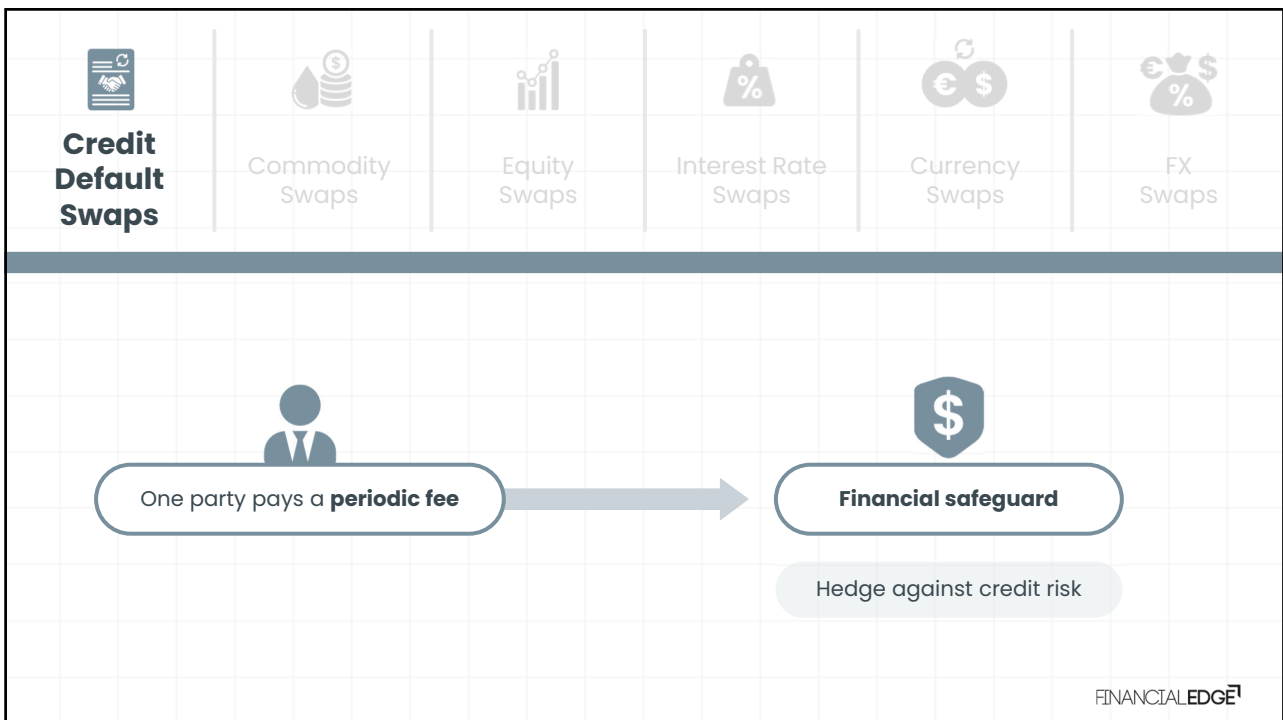 Credit
Default
Swaps
Commodity
Swaps
Equity
Swaps
Interest Rate
Swaps
Currency
Swaps
FX
Swaps
One party pays a periodic fee
Financial safeguard
Hedge against credit risk
FINANCIALEDGE